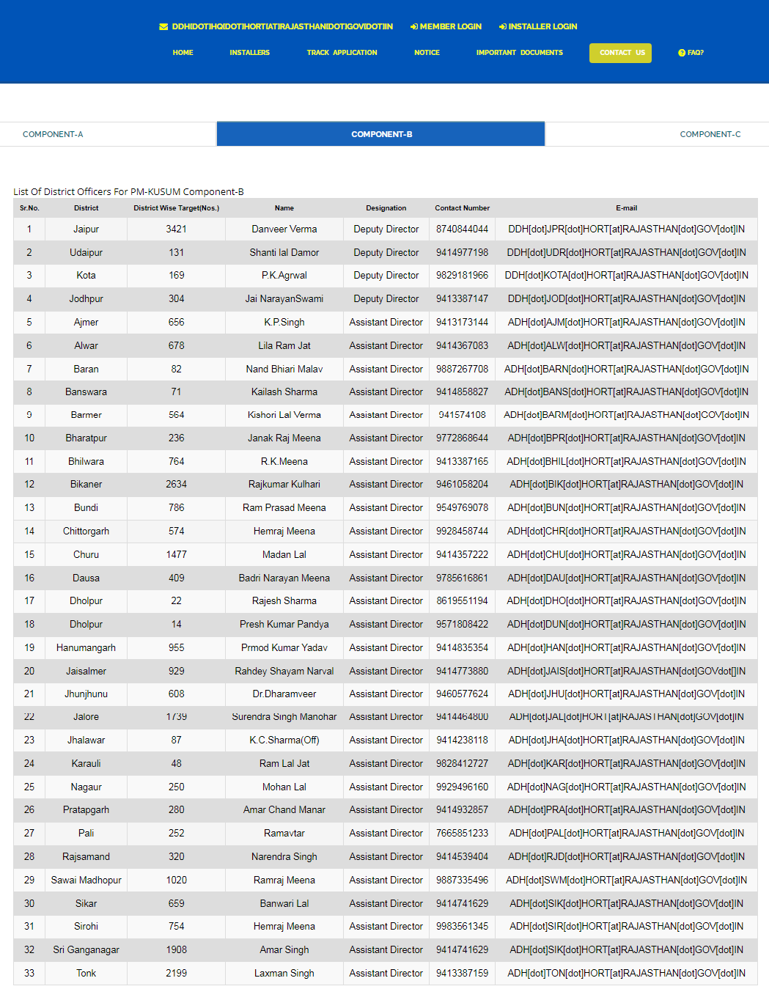 DDH[DOT]HQ[DOT]HORT[AT]RAJASTHAN[DOT]GOV[DOT]IN MEMBER LOGIN INSTALLER LOGIN
HOME INSTALLERS TRACK APPLICATION NOTICE IMPORTANT DOCUMENTS CONTACT US FAQ?
COMPONENT-A COMPONENT-B COMPONENT-C
List Of District Officers For PM-KUSUM Component-B
Sr.No. District District Wise Target(Nos.) Name Designation Contact Number E-mail
1 Jaipur 3421 Danveer Verma Deputy Director 8740844044 DDH[dot]JPR[dot]HORT[at]RAJASTHAN[dot]GOV[dot]IN
2 Udaipur 131 Shanti lal Damor Deputy Director 9414977198 DDH[dot]UDR[dot]HORT[at]RAJASTHAN[dot]GOV[dot]IN
3 Kota 169 P.K.Agrwal Deputy Director 9829181966 DDH[dot]KOTA[dot]HORT[at]RAJASTHAN[dot]GOV[dot]IN
4 Jodhpur 304 Jai NarayanSwami Deputy Director 9413387147 DDH[dot]JOD[dot]HORT[at]RAJASTHAN[dot]GOV[dot]IN
5 Ajmer 656 K.P.Singh Assistant Director 9413173144 ADH[dot]AJM[dot]HORT[at]RAJASTHAN[dot]GOV[dot]IN
6 Alwar 678 Lila Ram Jat Assistant Director 9414367083 ADH[dot]ALW[dot]HORT[at]RAJASTHAN[dot]GOV[dot]IN
7 Baran 82 Nand Bhiari Malav Assistant Director 9887267708 ADH[dot]BARN[dot]HORT[at]RAJASTHAN[dot]GOV[dot]IN
8 Banswara 71 Kailash Sharma Assistant Director 9414858827 ADH[dot]BANS[dot]HORT[at]RAJASTHAN[dot]GOV[dot]IN
9 Barmer 564 Kishori Lal Verma Assistant Director 941574108 ADH[dot]BARM[dot]HORT[at]RAJASTHAN[dot]GOV[dot]IN
10 Bharatpur 236 Janak Raj Meena Assistant Director 9772868644 ADH[dot]BPR[dot]HORT[at]RAJASTHAN[dot]GOV[dot]IN
11 Bhilwara 764 R.K.Meena Assistant Director 9413387165 ADH[dot]BHIL[dot]HORT[at]RAJASTHAN[dot]GOV[dot]IN
12 Bikaner 2634 Rajkumar Kulhari Assistant Director 9461058204 ADH[dot]BIK[dot]HORT[at]RAJASTHAN[dot]GOV[dot]IN
13 Bundi 786 Ram Prasad Meena Assistant Director 9549769078 ADH[dot]BUN[dot]HORT[at]RAJASTHAN[dot]GOV[dot]IN
14 Chittorgarh 574 Hemraj Meena Assistant Director 9928458744 ADH[dot]CHR[dot]HORT[at]RAJASTHAN[dot]GOV[dot]IN
15 Churu 1477 Madan Lal Assistant Director 9414357222 ADH[dot]CHU[dot]HORT[at]RAJASTHAN[dot]GOV[dot]IN
16 Dausa 409 Badri Narayan Meena Assistant Director 9785616861 ADH[dot]DAU[dot]HORT[at]RAJASTHAN[dot]GOV[dot]IN
17 Dholpur 22 Rajesh Sharma Assistant Director 8619551194 ADH[dot]DHO[dot]HORT[at]RAJASTHAN[dot]GOV[dot]IN
18 Dholpur 14 Presh Kumar Pandya Assistant Director 9571808422 ADH[dot]DUN[dot]HORT[at]RAJASTHAN[dot]GOV[dot]IN
19 Hanumangarh 955 Prmod Kumar Yadav Assistant Director 9414835354 ADH[dot]HAN[dot]HORT[at]RAJASTHAN[dot]GOV[dot]IN
20 Jaisalmer 929 Rahdey Shayam Narval Assistant Director 9414773880 ADH[dot]JAIS[dot]HORT[at]RAJASTHAN[dot]GOVdot[]IN
21 Jhunjhunu 608 Dr.Dharamveer Assistant Director 9460577624 ADH[dot]JHU[dot]HORT[at]RAJASTHAN[dot]GOV[dot]IN
22 Jalore 1739 Surendra Singh Manohar Assistant Director 9414464800 ADH[dot]JAL[dot]HORT[at]RAJASTHAN[dot]GOV[dot]IN
23 Jhalawar 87 K.C.Sharma(Off) Assistant Director 9414238118 ADH[dot]JHA[dot]HORT[at]RAJASTHAN[dot]GOV[dot]IN
24 Karauli 48 Ram Lal Jat Assistant Director 9828412727 ADH[dot]KAR[dot]HORT[at]RAJASTHAN[dot]GOV[dot]IN
25 Nagaur 250 Mohan Lal Assistant Director 9929496160 ADH[dot]NAG[dot]HORT[at]RAJASTHAN[dot]GOV[dot]IN
26 Pratapgarh 280 Amar Chand Manar Assistant Director 9414932857 ADH[dot]PRA[dot]HORT[at]RAJASTHAN[dot]GOV[dot]IN
27 Pali 252 Ramavtar Assistant Director 7665851233 ADH[dot]PAL[dot]HORT[at]RAJASTHAN[dot]GOV[dot]IN
28 Rajsamand 320 Narendra Singh Assistant Director 9414539404 ADH[dot]RJD[dot]HORT[at]RAJASTHAN[dot]GOV[dot]IN
29 Sawai Madhopur 1020 Ramraj Meena Assistant Director 9887335496 ADH[dot]SWM[dot]HORT[at]RAJASTHAN[dot]GOV[dot]IN
30 Sikar 659 Banwari Lal Assistant Director 9414741629 ADH[dot]SIK[dot]HORT[at]RAJASTHAN[dot]GOV[dot]IN
31 Sirohi 754 Hemraj Meena Assistant Director 9983561345 ADH[dot]SIR[dot]HORT[at]RAJASTHAN[dot]GOV[dot]IN
32 Sri Ganganagar 1908 Amar Singh Assistant Director 9414741629 ADH[dot]SIK[dot]HORT[at]RAJASTHAN[dot]GOV[dot]IN
33 Tonk 2199 Laxman Singh Assistant Director 9413387159 ADH[dot]TON[dot]HORT[at]RAJASTHAN[dot]GOV[dot]IN